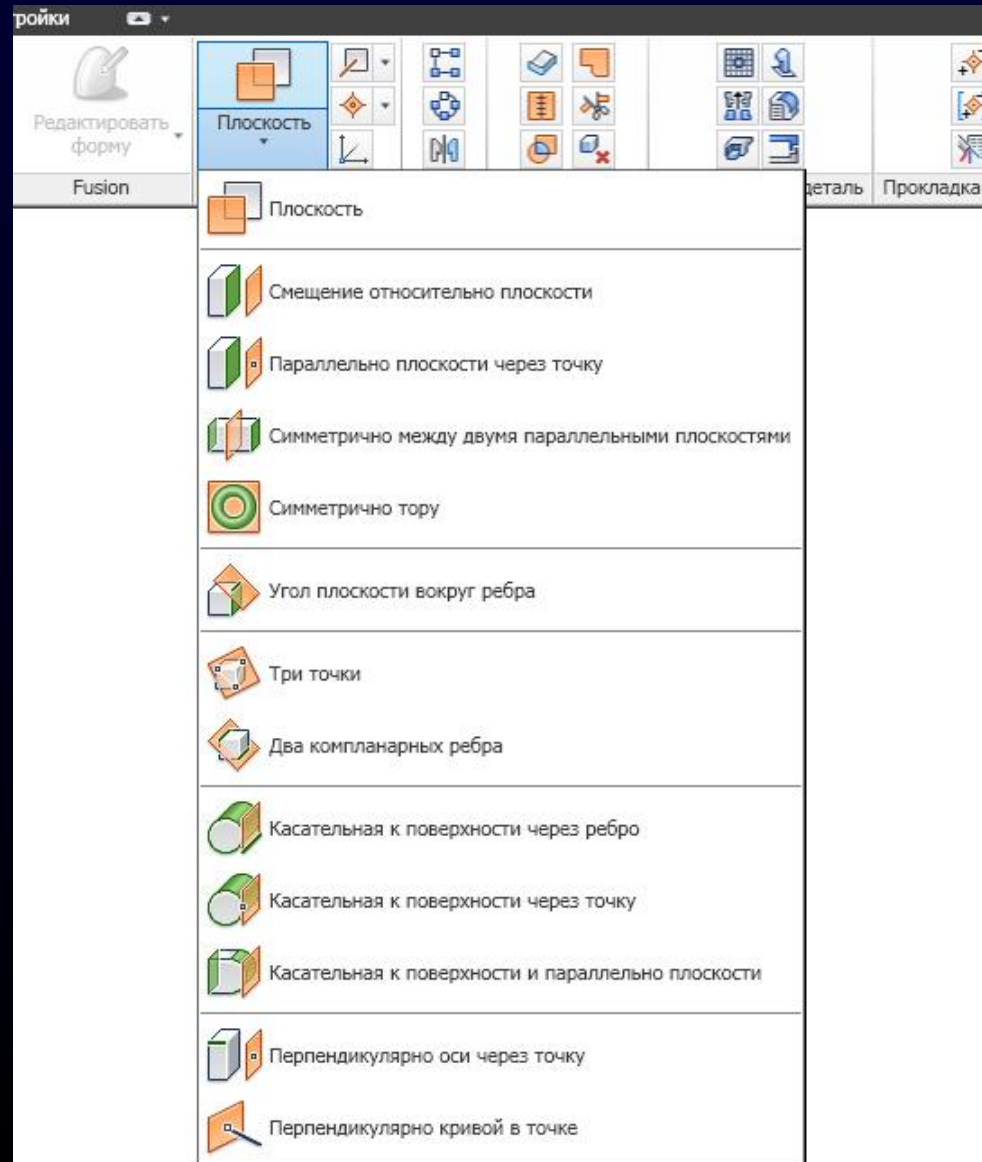 тройки
Редактировать
форму
Плоскость
Fusion
деталь
Прокладка
Плоскость
Смещение относительно плоскости
Параллельно плоскости через точку
Симметрично между двумя параллельными плоскостями
Симметрично тору
Угол плоскости вокруг ребра
Три точки
Два компланарных ребра
Касательная к поверхности через ребро
Касательная к поверхности через точку
Касательная к поверхности и параллельно плоскости
Перпендикулярно оси через точку
Перпендикулярно кривой в точке